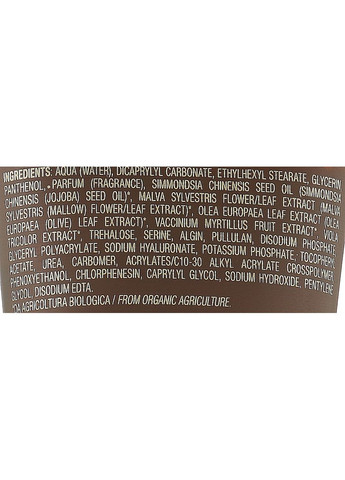 INGREDIENTS: AQUA (WATER), DICAPRYLYL CARBONATE, ETHYLHEXYL STEARATE, GLYCERIN
PANTHENOL, PARFUM (FRAGRANCE), SIMMONDSIA CHINENSIS SEED OIL (SIMMONDSIA
CHINENSIS (JOJOBA) SEED OIL)*, MALVA SYLVESTRIS FLOWER/LEAF EXTRACT (MALVA
SYLVESTRIS (MALLOW) FLOWER/LEAF EXTRACT)*, OLEA EUROPAEA LEAF EXTRACT (OLEA
EUROPAEA (OLIVE) LEAF EXTRACT)*, VACCINIUM MYRTILLUS FRUIT EXTRACT*, VIOLA
TRICOLOR EXTRACT*, TREHALOSE, SERINE, ALGIN, PULLULAN, DISODIUM PHOSPHATE
GLYCERYL POLYACRYLATE, SODIUM HYALURONATE, POTASSIUM PHOSPHATE, TOCOPHERYL
ACETATE, UREA, CARBOMER, ACRYLATES/C10-30 ALKYL ACRYLATE CROSSPOLYMER
PHENOXYETHANOL, CHLORPHENESIN, CAPRYLYL GLYCOL, SODIUM HYDROXIDE, PENTYLENE
GLYCOL, DISODIUM EDTA.
*DA AGRICOLTURA BIOLOGICA / FROM ORGANIC AGRICULTURE.